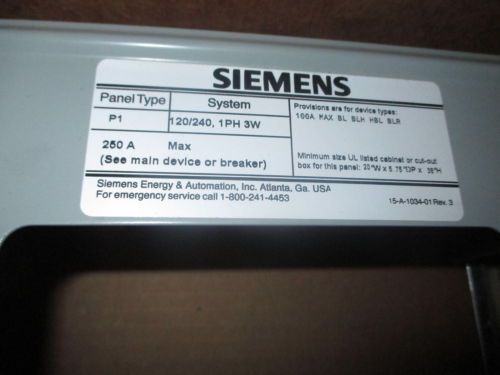 SIEMENS
Panel Type System
P1 120/240, 1PH 3W
250 A Max
(See main device or breaker)
Provisions are for device types:
100A MAX BL BLH HBL BLR
Minimum size UL listed cabinet or cut-out
box for this panel: 20"W x 5.75"DP x 38"H
Siemens Energy & Automation, Inc. Atlanta, Ga. USA
For emergency service call 1-800-241-4453
15-A-1034-01 Rev. 3